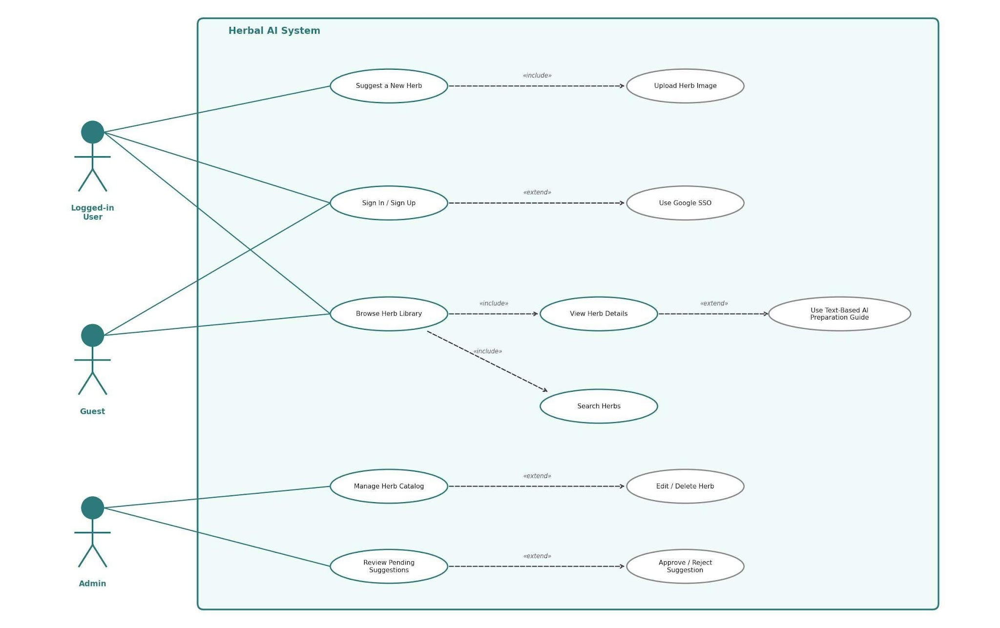 Herbal AI System
Suggest a New Herb
«include»
Upload Herb Image
Logged-in
User
Sign In / Sign Up
«extend»
Use Google SSO
Browse Herb Library
«include»
View Herb Details
«extend»
Use Text-Based AI
Preparation Guide
«include»
Search Herbs
Guest
Manage Herb Catalog
«extend»
Edit / Delete Herb
Review Pending
Suggestions
«extend»
Approve / Reject
Suggestion
Admin